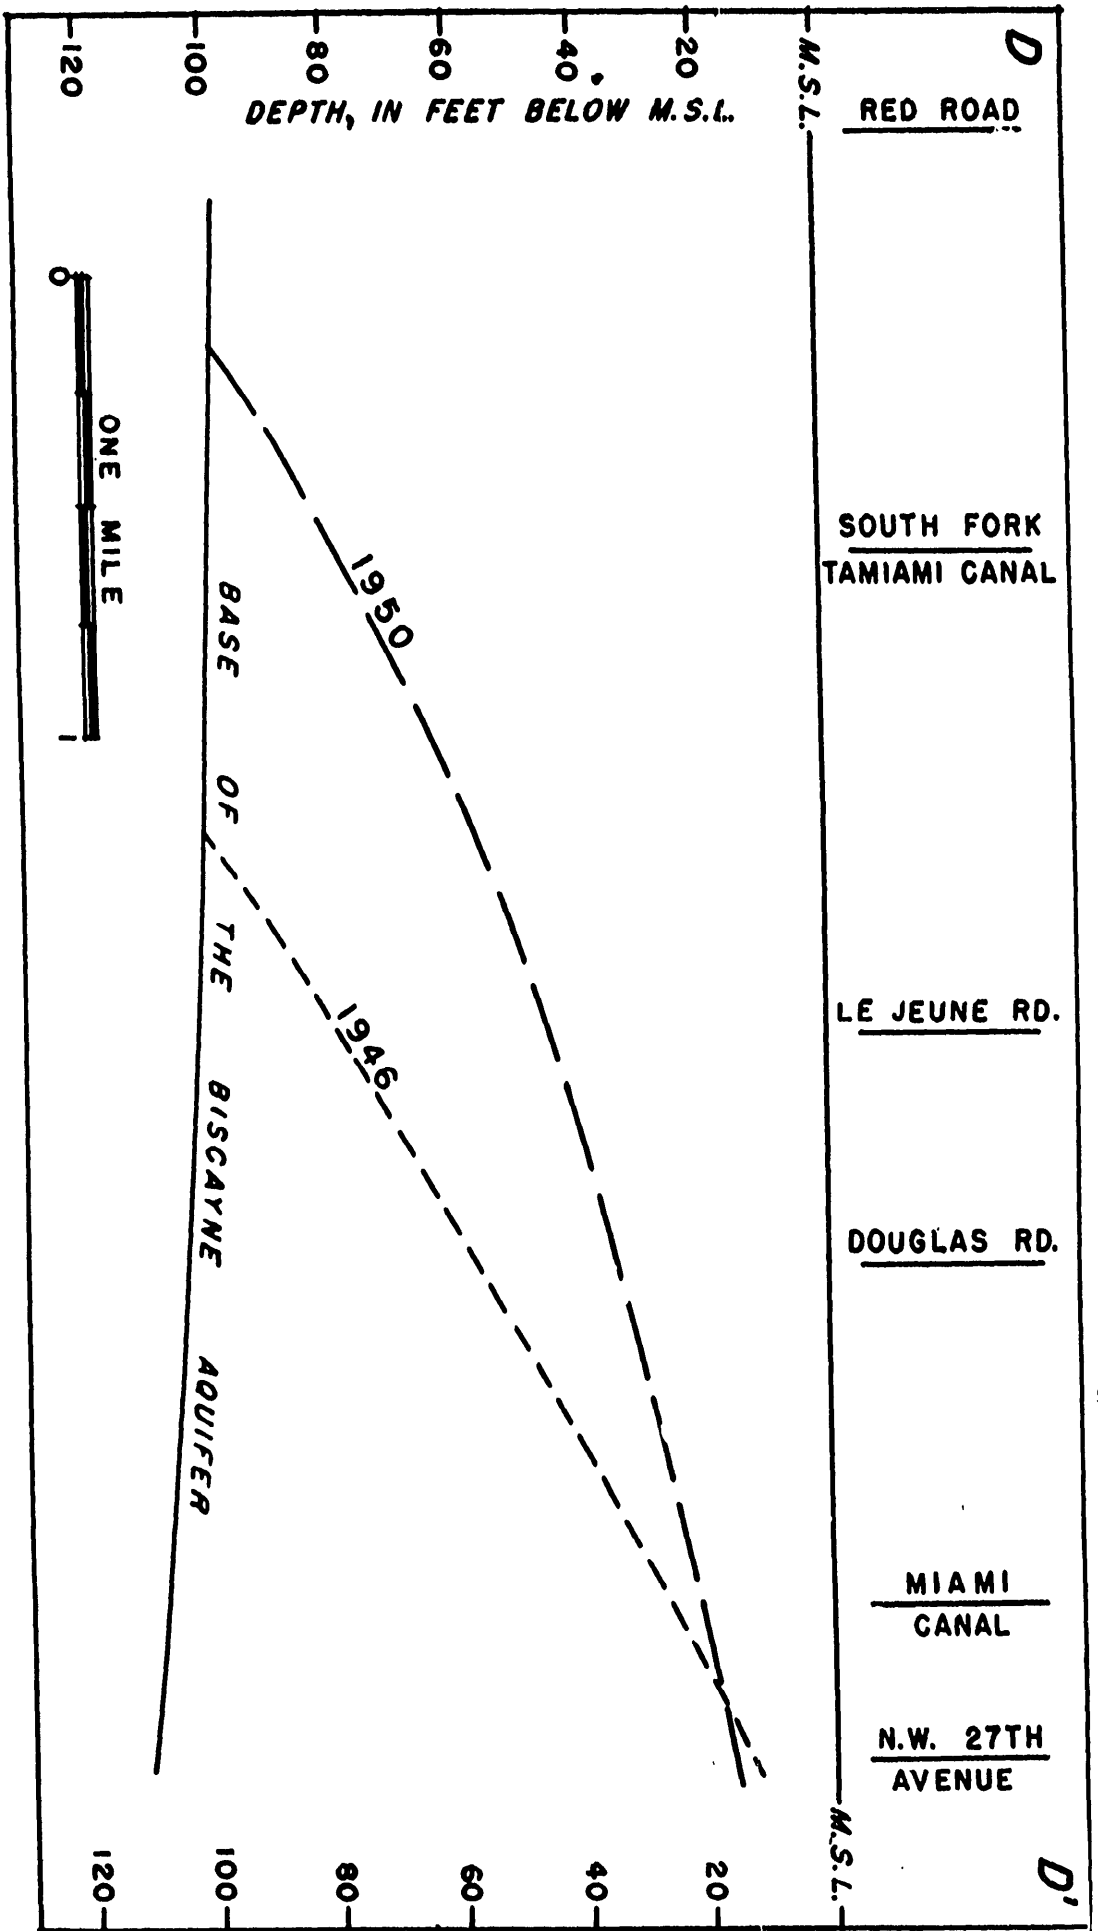 D
RED ROAD
SOUTH FORK
TAMIAMI CANAL
LE JEUNE RD.
DOUGLAS RD.
MIAMI
CANAL
N.W. 27TH
AVENUE
D'
M.S.L.
M.S.L.
20
40
60
80
100
120
DEPTH, IN FEET BELOW M.S.L.
20
40
60
80
100
120
1950
1946
BASE OF THE BISCAYNE AQUIFER
0
1
ONE MILE